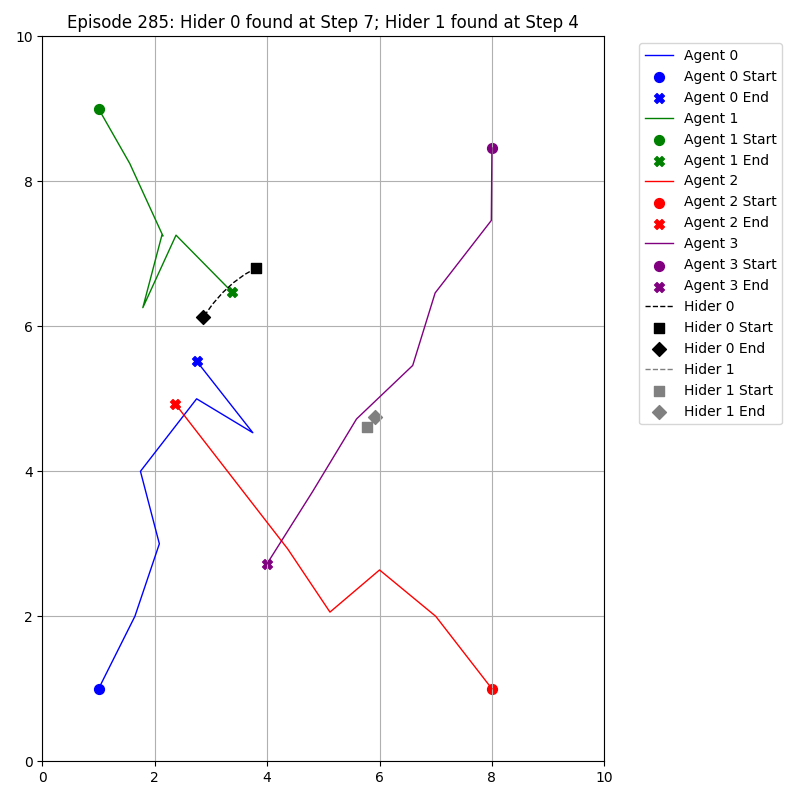 Episode 285: Hider 0 found at Step 7; Hider 1 found at Step 4
10
8
6
4
2
0
0 2 4 6 8 10
Agent 0
Agent 0 Start
Agent 0 End
Agent 1
Agent 1 Start
Agent 1 End
Agent 2
Agent 2 Start
Agent 2 End
Agent 3
Agent 3 Start
Agent 3 End
Hider 0
Hider 0 Start
Hider 0 End
Hider 1
Hider 1 Start
Hider 1 End